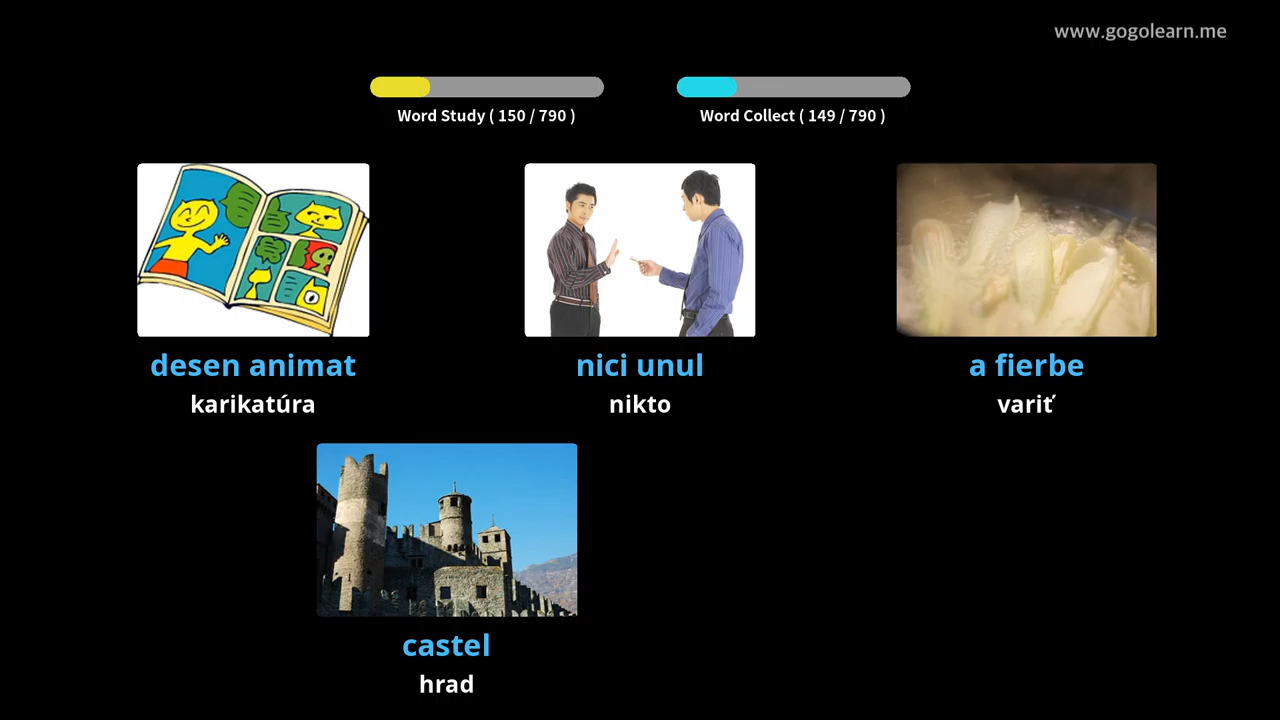 www.gogolearn.me
Word Study ( 150 / 790 )
Word Collect ( 149 / 790 )
desen animat
karikatúra
nici unul
nikto
a fierbe
variť
castel
hrad